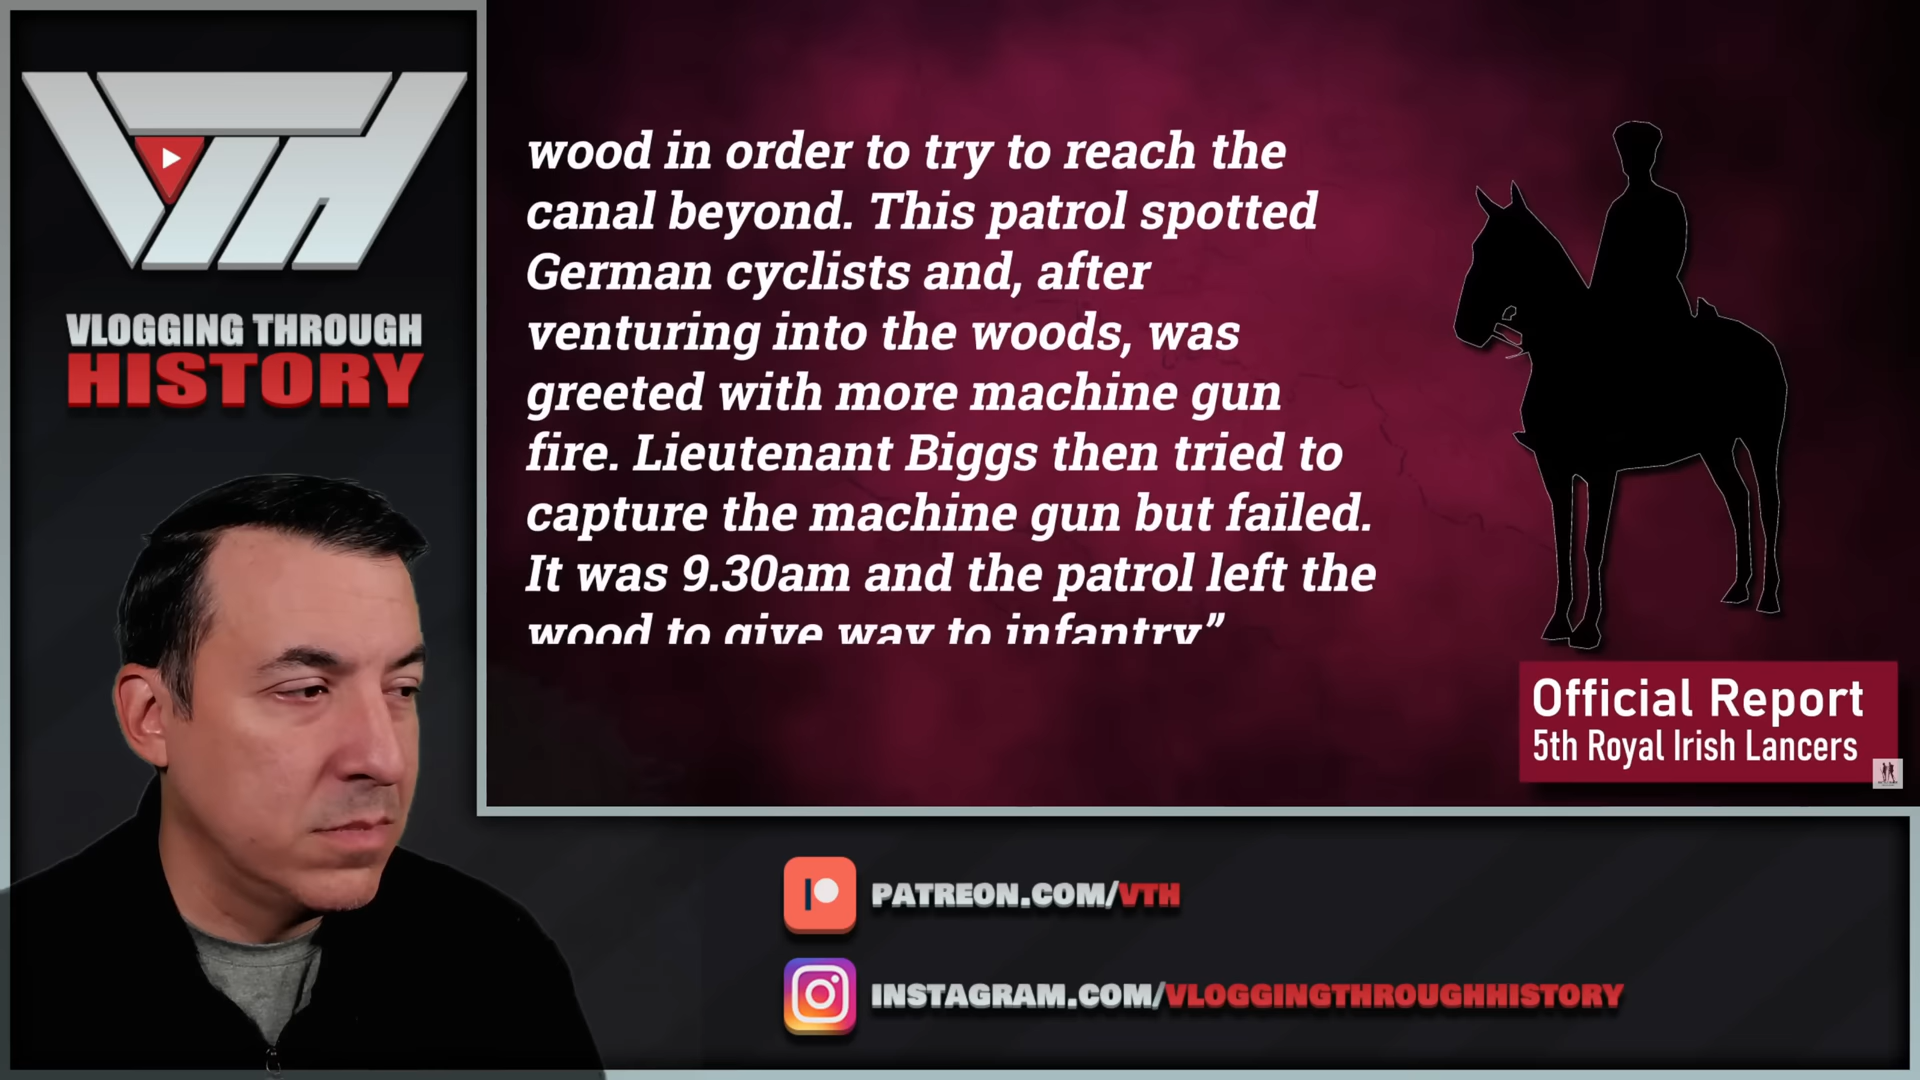 VTH
VLOGGING THROUGH
HISTORY
wood in order to try to reach the
canal beyond. This patrol spotted
German cyclists and, after
venturing into the woods, was
greeted with more machine gun
fire. Lieutenant Biggs then tried to
capture the machine gun but failed.
It was 9.30am and the patrol left the
wood to give way to infantry”
Official Report
5th Royal Irish Lancers
PATREON.COM/VTH
INSTAGRAM.COM/VLOGGINGTHROUGHHISTORY